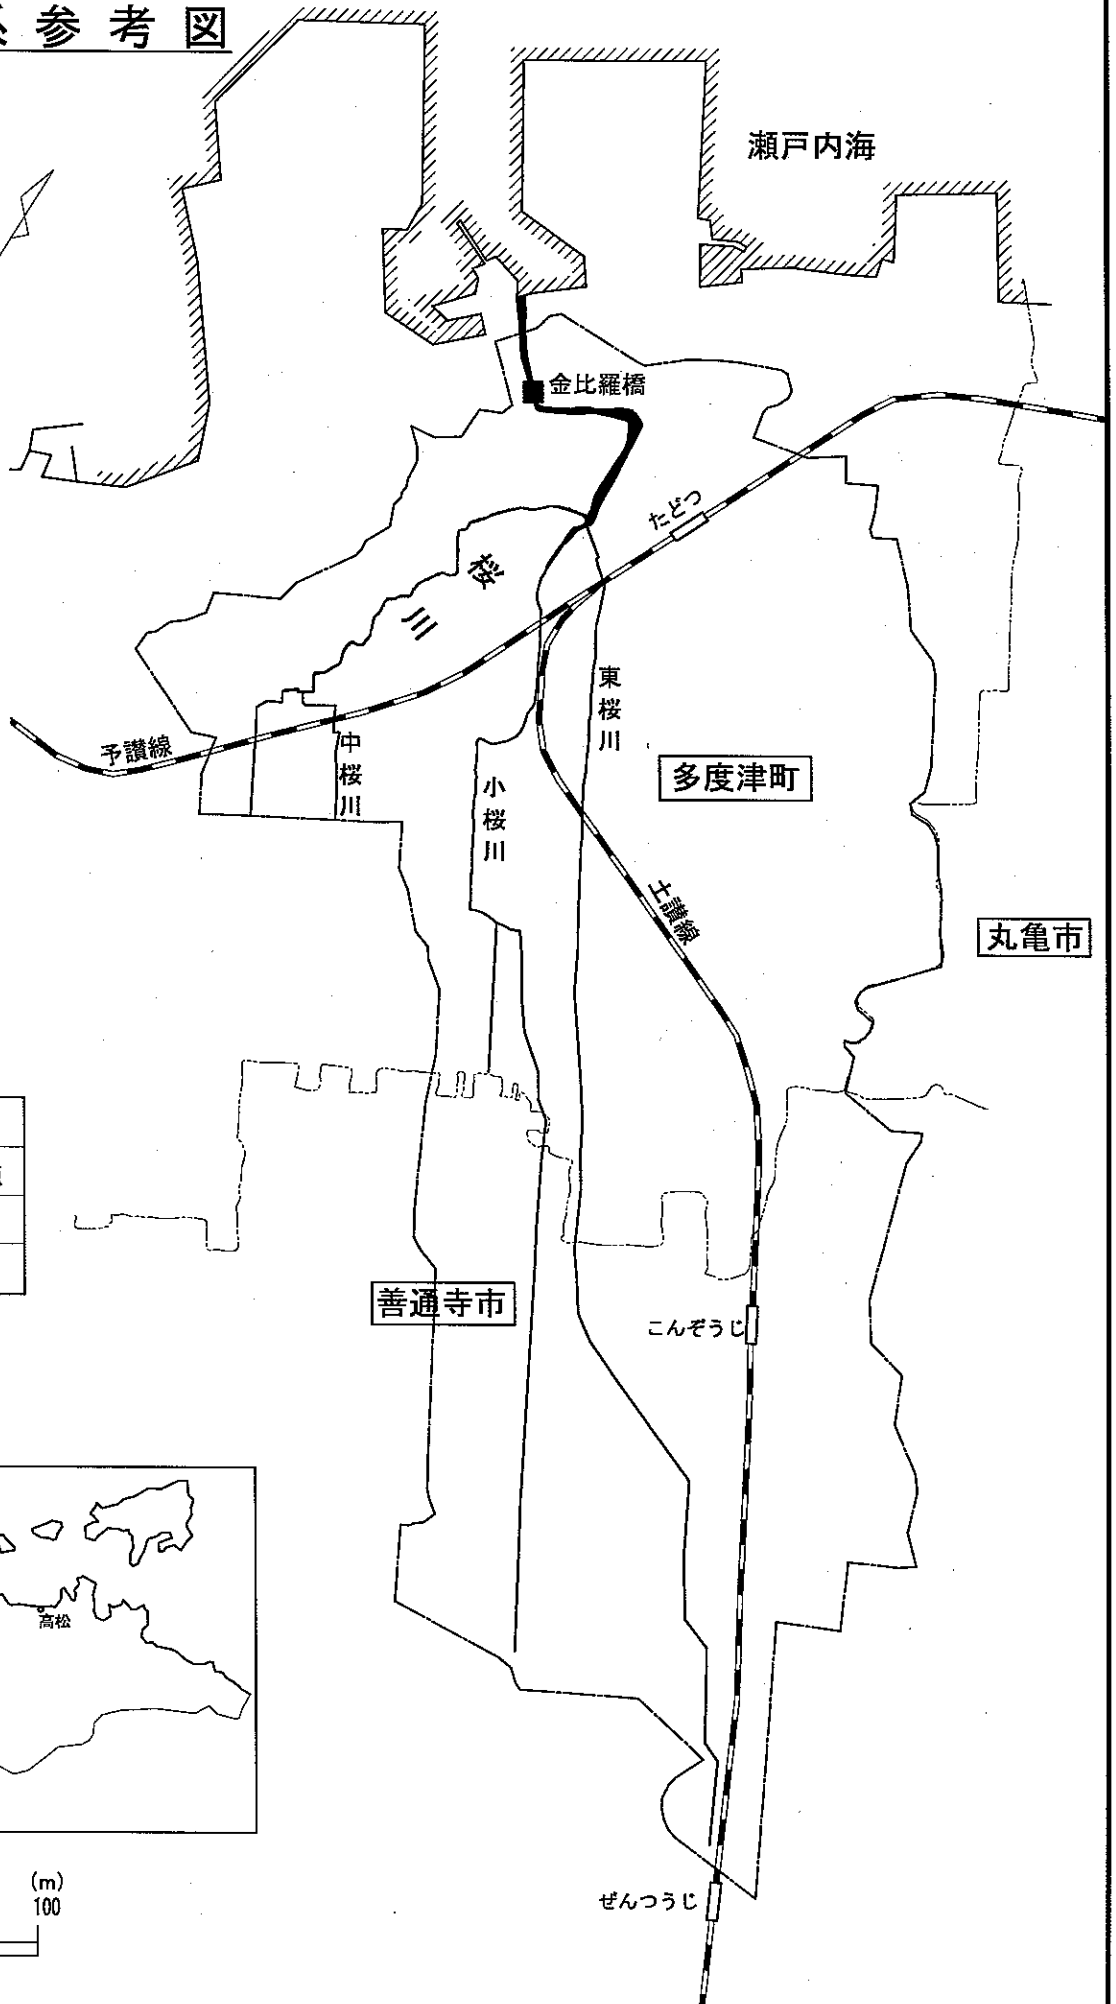 参考図
瀬戸内海
金比羅橋
たどつ
桜川
東桜川
予讃線
中桜川
小桜川
多度津町
土讃線
丸亀市
善通寺市
こんぞうじ
高松
(m)
100
ぜんつうじ